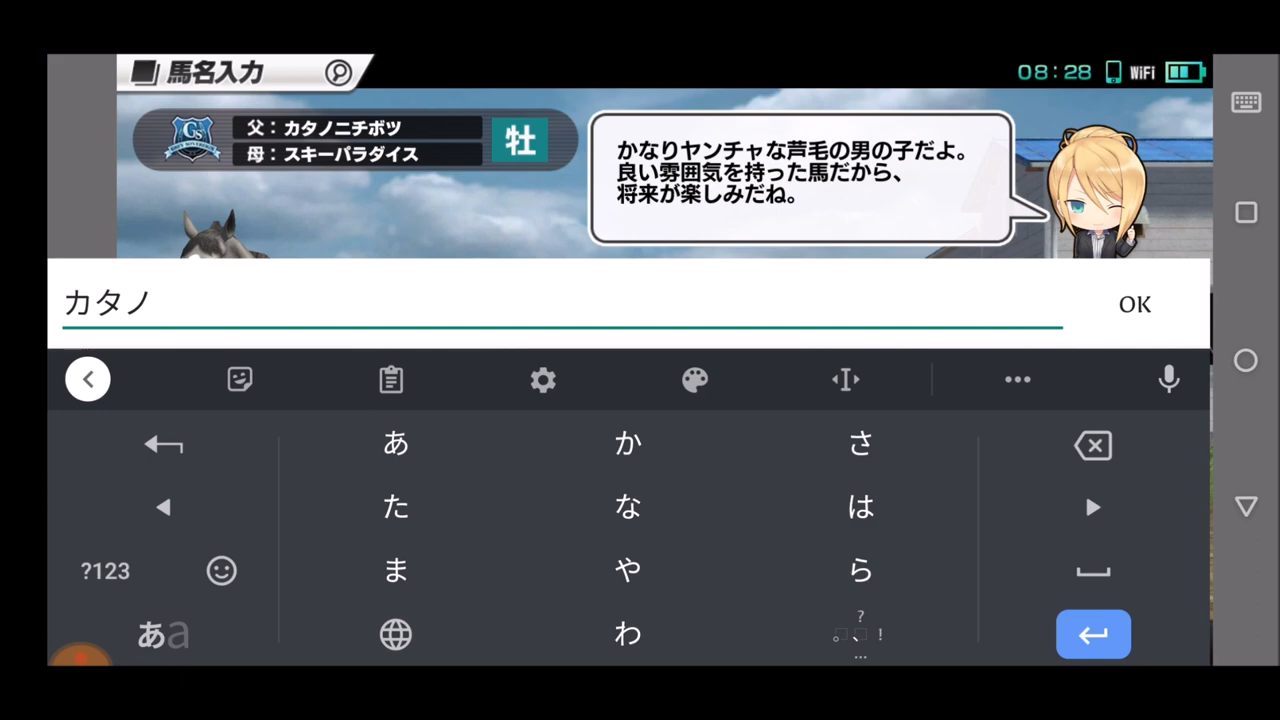 馬名入力
08:28 WiFi
父：カタノニチボツ
母：スキーパラダイス
牡
GS
かなりヤンチャな芦毛の男の子だよ。
良い雰囲気を持った馬だから、
将来が楽しみだね。
カタノ
OK
あ か さ
た な は
?123 ま や ら
あa わ 。、?!…